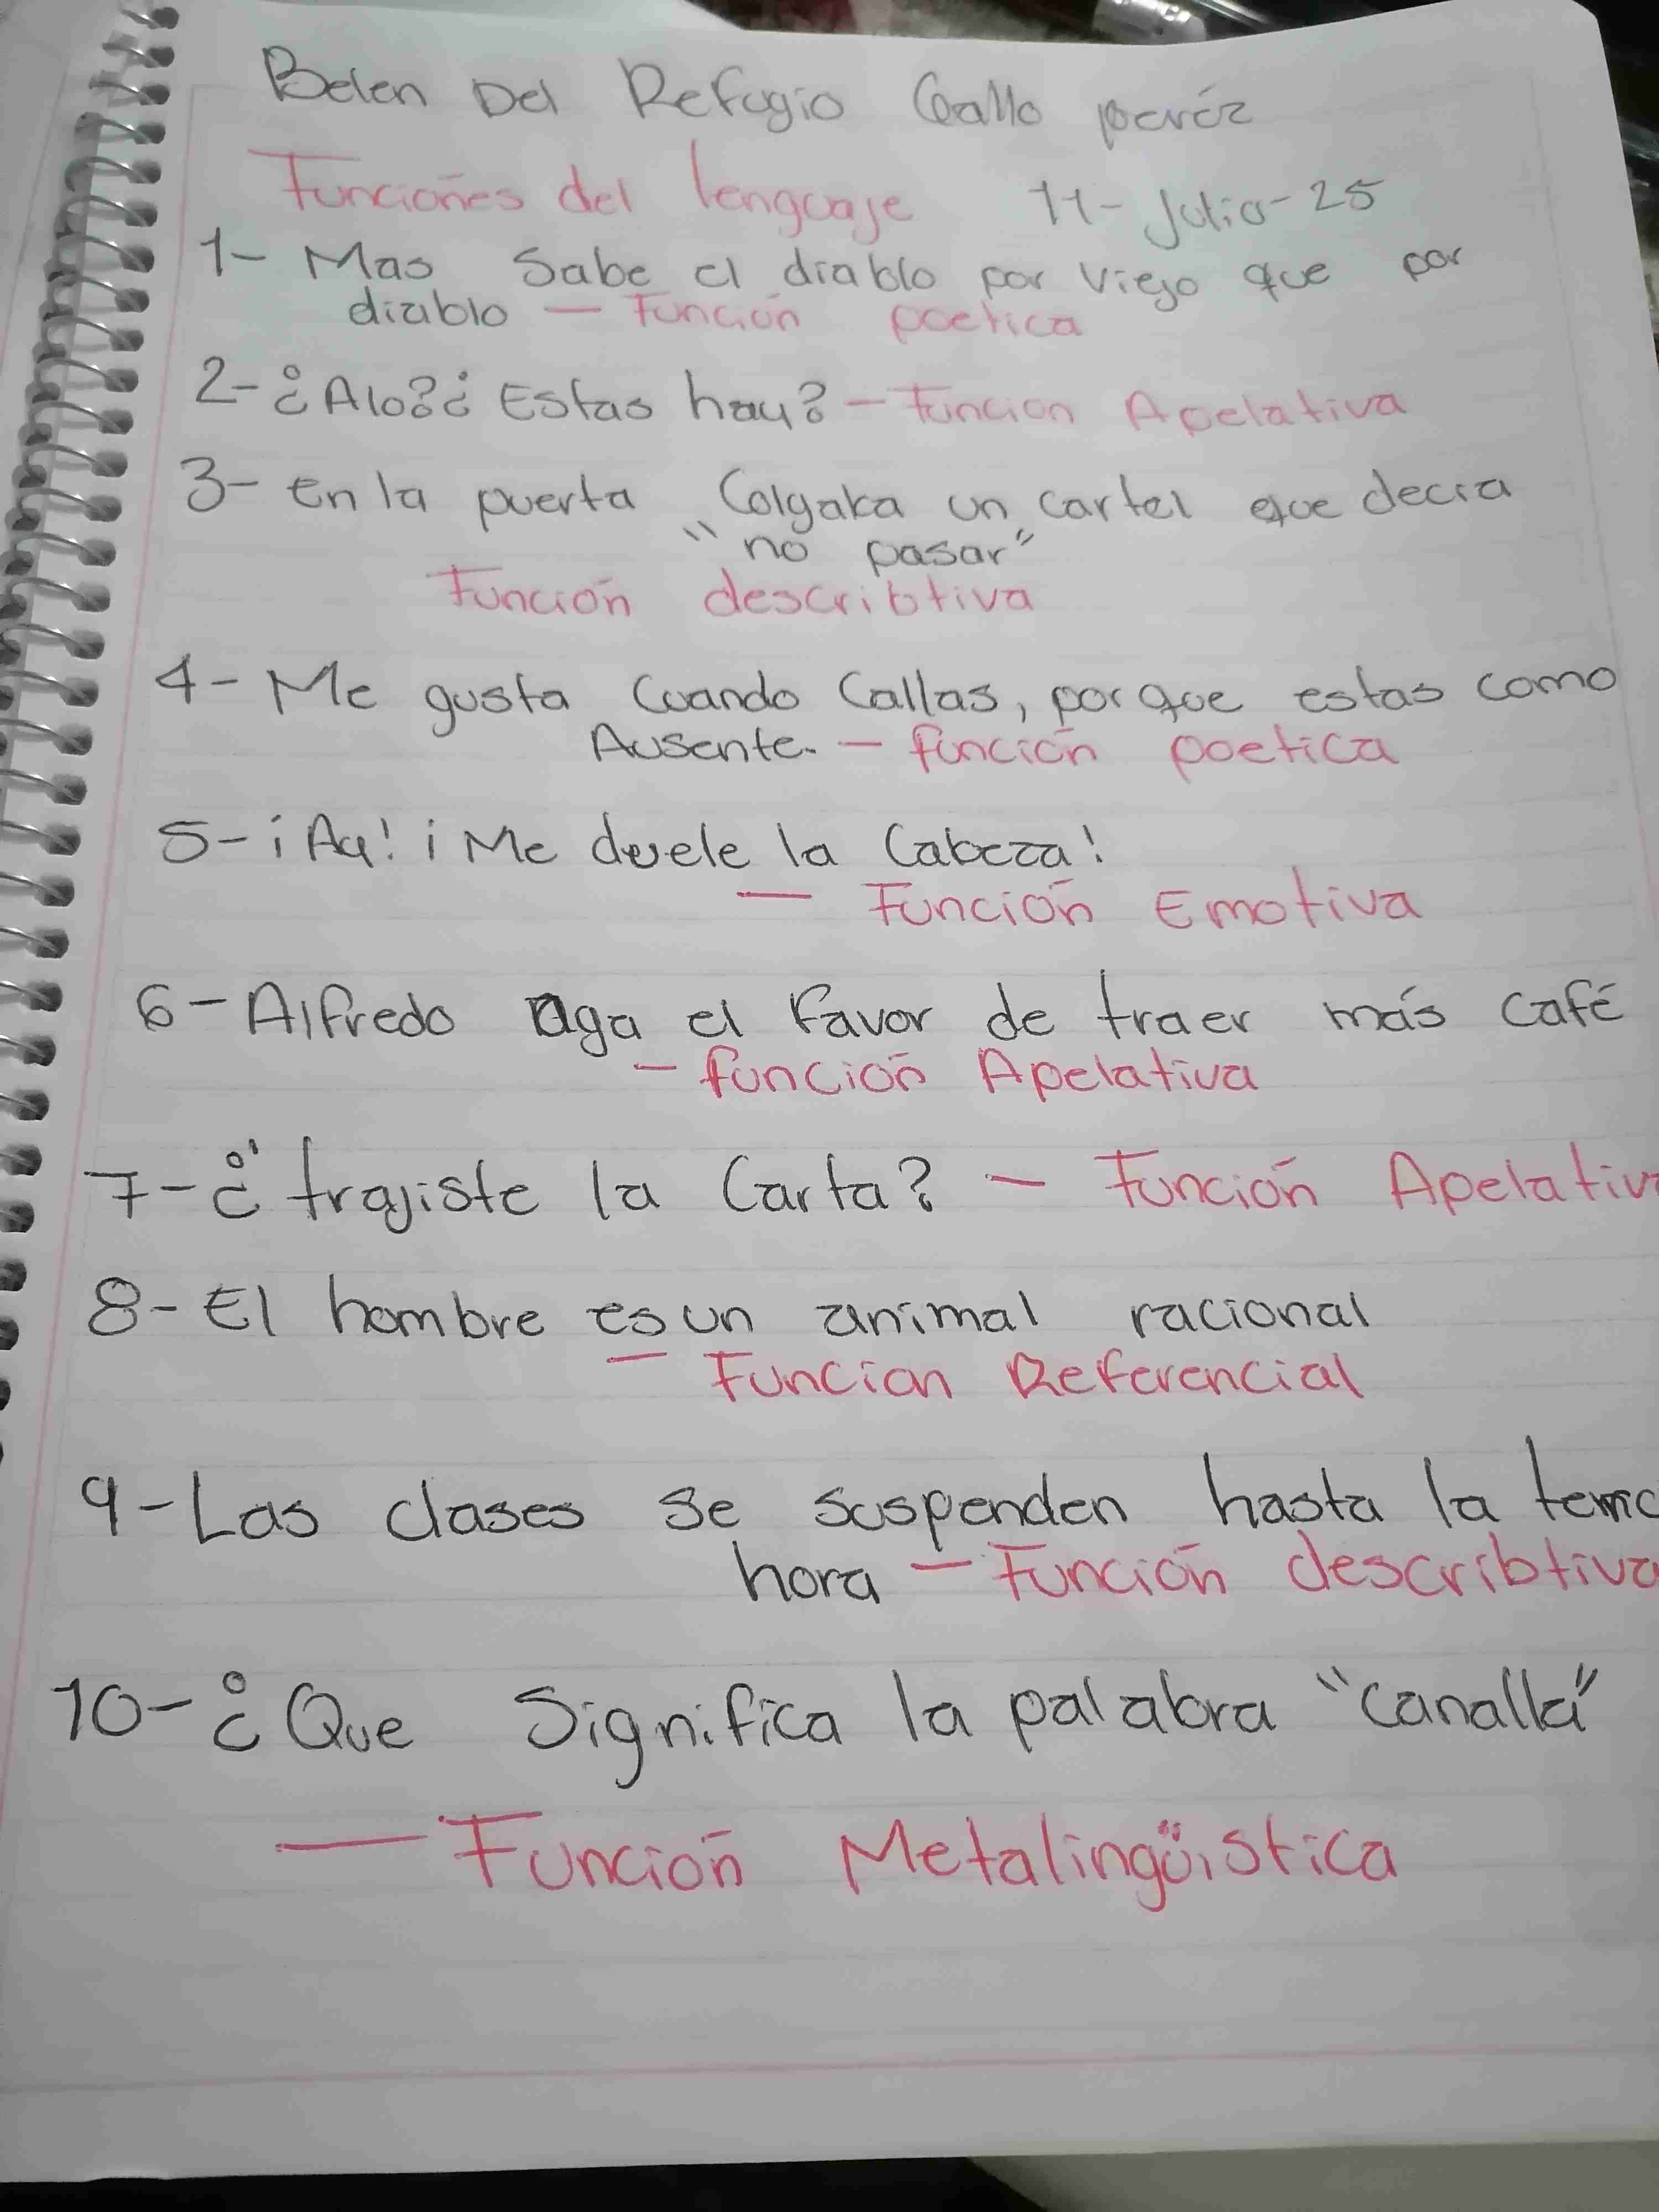 Belen Del Refugio Gallo peréz
Funciones del lenguaje 11-Julio-25
1- Mas Sabe el diablo por viejo que por
diablo — Función poetica
2- ¿Alo?¿ Estas hay? — Funcion Apelativa
3- En la puerta Colgaba un cartel que decia
"no pasar"
Función describtiva
4- Me gusta Cuando Callas, porque estas como
Ausente. — función poetica
5- ¡Ay! ¡Me duele la Cabeza!
— Función Emotiva
6- Alfredo Aga el Favor de traer más café
— función Apelativa
7- ¿ trajiste la Carta? — Función Apelativ
8- El hombre es un animal racional
— Funcion Referencial
9- Las clases se suspenden hasta la
hora — Función describtiva
10- ¿Que Significa la palabra "canalla"
— Función Metalingüistica